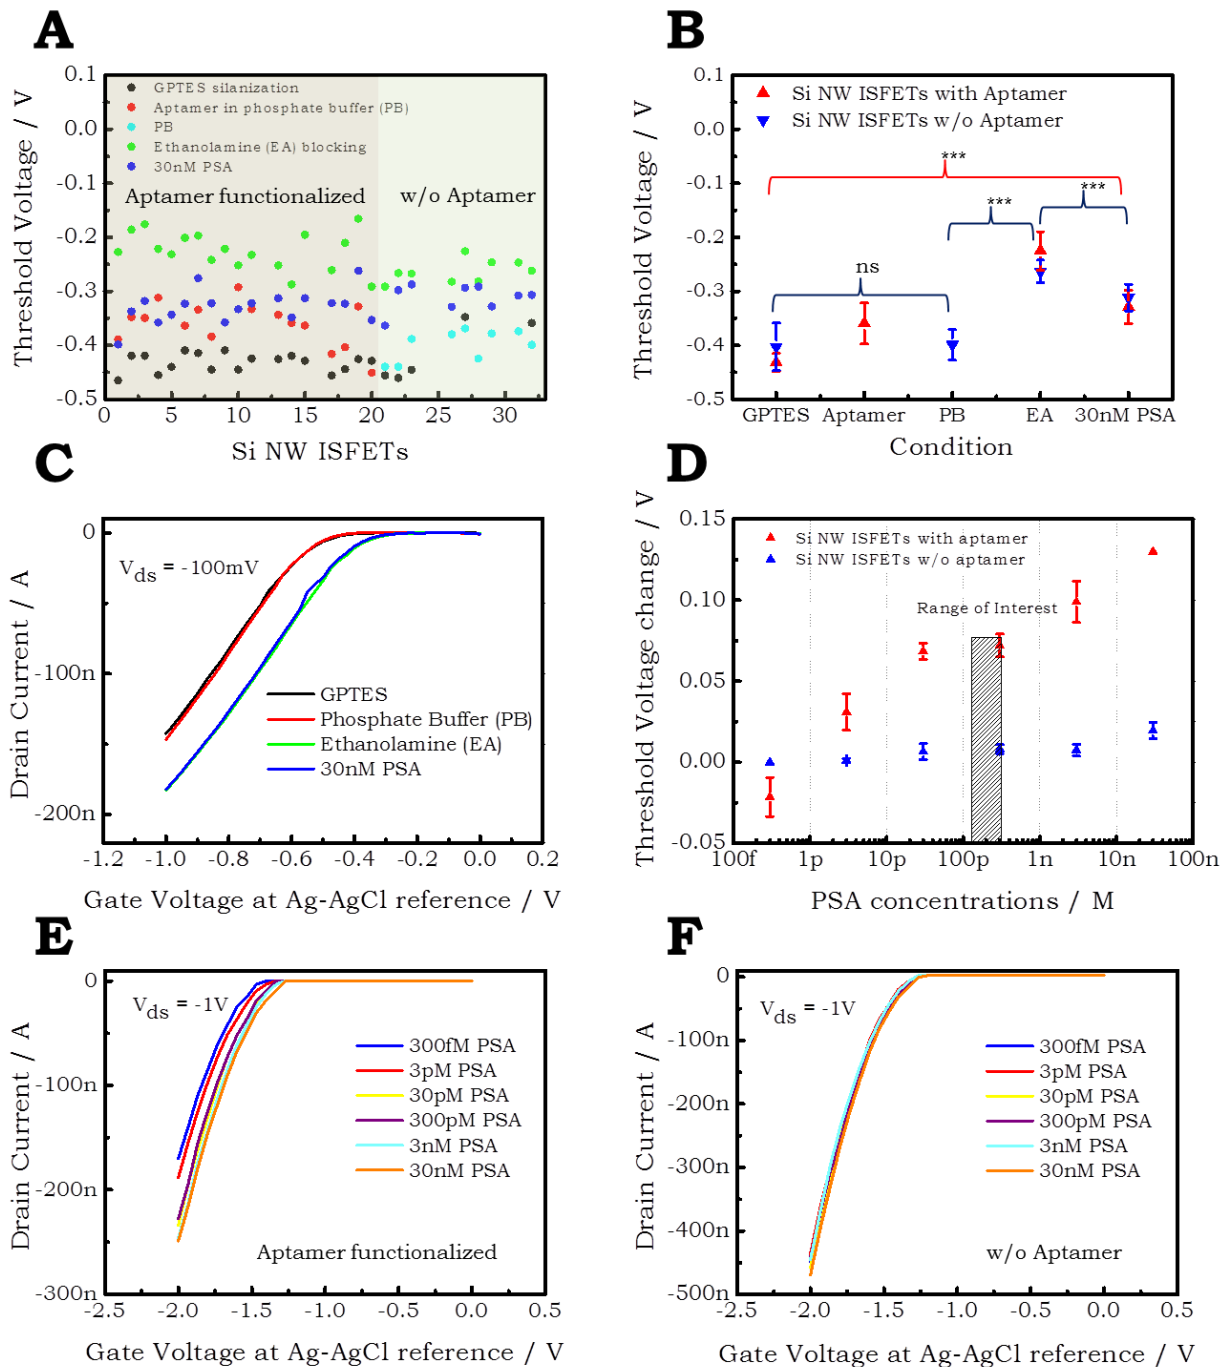 A
Threshold Voltage / V
0.1
0.0
-0.1
-0.2
-0.3
-0.4
-0.5
GPTES silanization
Aptamer in phosphate buffer (PB)
PB
Ethanolamine (EA) blocking
30nM PSA
Aptamer functionalized
w/o Aptamer
0 5 10 15 20 25 30
Si NW ISFETs
B
Threshold Voltage / V
0.1
0.0
-0.1
-0.2
-0.3
-0.4
-0.5
Si NW ISFETs with Aptamer
Si NW ISFETs w/o Aptamer
***
***
***
ns
GPTES Aptamer PB EA 30nM PSA
Condition
C
Drain Current / A
0
-100n
-200n
V_ds = -100mV
GPTES
Phosphate Buffer (PB)
Ethanolamine (EA)
30nM PSA
-1.2 -1.0 -0.8 -0.6 -0.4 -0.2 0.0 0.2
Gate Voltage at Ag-AgCl reference / V
D
Threshold Voltage change / V
0.15
0.10
0.05
0.00
-0.05
Si NW ISFETs with aptamer
Si NW ISFETs w/o aptamer
Range of Interest
100f 1p 10p 100p 1n 10n 100n
PSA concentrations / M
E
Drain Current / A
0
-100n
-200n
-300n
V_ds = -1V
300fM PSA
3pM PSA
30pM PSA
300pM PSA
3nM PSA
30nM PSA
Aptamer functionalized
-2.5 -2.0 -1.5 -1.0 -0.5 0.0 0.5
Gate Voltage at Ag-AgCl reference / V
F
Drain Current / A
0
-100n
-200n
-300n
-400n
-500n
V_ds = -1V
300fM PSA
3pM PSA
30pM PSA
300pM PSA
3nM PSA
30nM PSA
w/o Aptamer
-2.5 -2.0 -1.5 -1.0 -0.5 0.0 0.5
Gate Voltage at Ag-AgCl reference / V